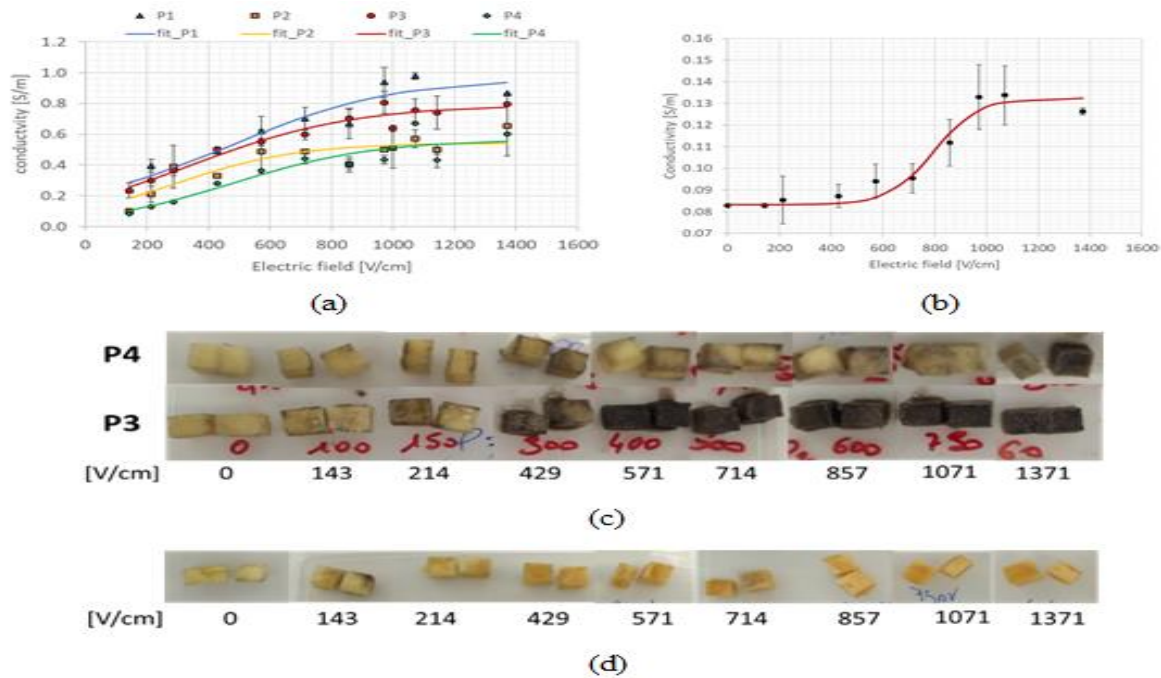 (a)
P1 P2 P3 P4
fit_P1 fit_P2 fit_P3 fit_P4
1.2
1.0
0.8
0.6
0.4
0.2
0.0
conductvity [S/m]
0 200 400 600 800 1000 1200 1400 1600
Electric field [V/cm]
(a)
(b)
0.16
0.15
0.14
0.13
0.12
0.11
0.10
0.09
0.08
0.07
Conductivity [S/m]
0 200 400 600 800 1000 1200 1400 1600
Electric field [V/cm]
(b)
P4
P3
0 100 150 300 400 600 750 60
[V/cm] 0 143 214 429 571 714 857 1071 1371
(c)
[V/cm] 0 143 214 429 571 714 857 1071 1371
(d)